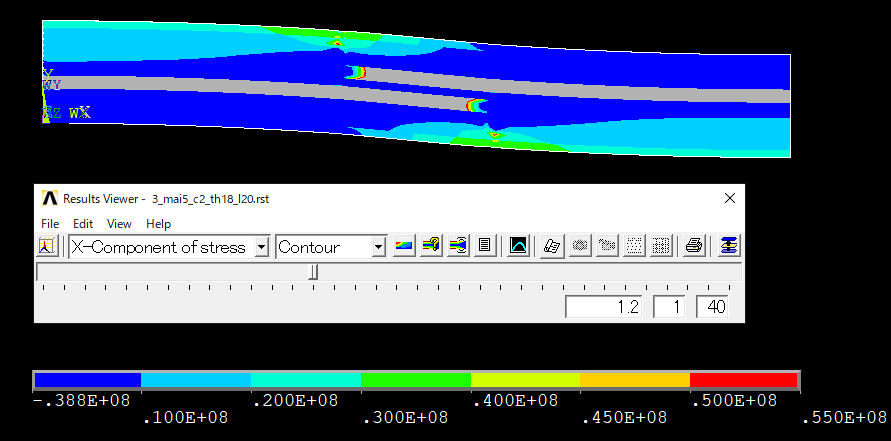 Y
WY
wX
Results Viewer - 3_mai5_c2_th18_l20.rst
File Edit View Help
X-Component of stress Contour
1.2 1 40
-.388E+08 .200E+08 .400E+08 .500E+08
.100E+08 .300E+08 .450E+08 .550E+08